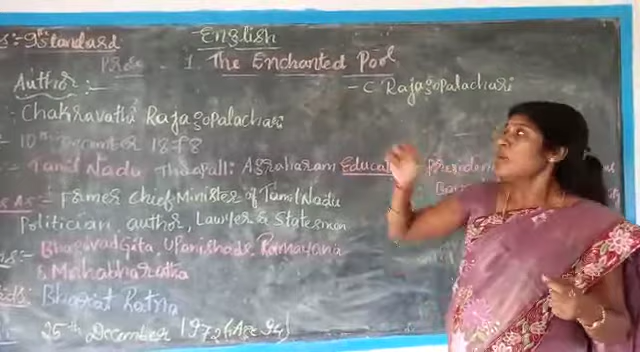 9th Standard
English
Prose - 1. The Enchanted Pool
- C. Rajagopalachari
Author :-
Chakravathi Rajagopalachari
10th December 1878
Tamil Nadu Thorapalli: Agraharam
Former chief Minister of Tamil Nadu
Politician, author, Lawyer & Statesman
Bhagavad Gita, Upanishads Ramayana
& Mahabharatha
Bharat Ratna
25th December 1972 (Age 94)